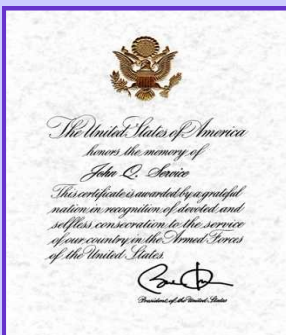 The United States of America
honors the memory of
John Q. Service
This certificate is awarded by a grateful
nation in recognition of devoted and
selfless consecration to the service
of our country in the Armed Forces
of the United States.
President of the United States